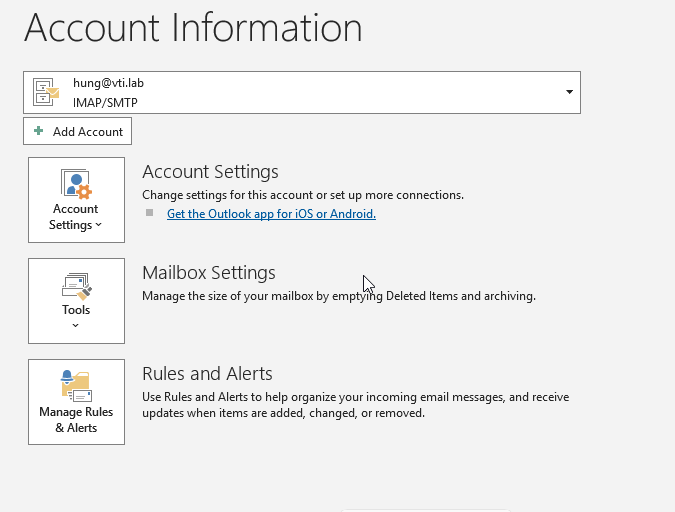 Account Information
hung@vti.lab
IMAP/SMTP
Add Account
Account
Settings
Account Settings
Change settings for this account or set up more connections.
Get the Outlook app for iOS or Android.
Tools
Mailbox Settings
Manage the size of your mailbox by emptying Deleted Items and archiving.
Manage Rules
& Alerts
Rules and Alerts
Use Rules and Alerts to help organize your incoming email messages, and receive
updates when items are added, changed, or removed.